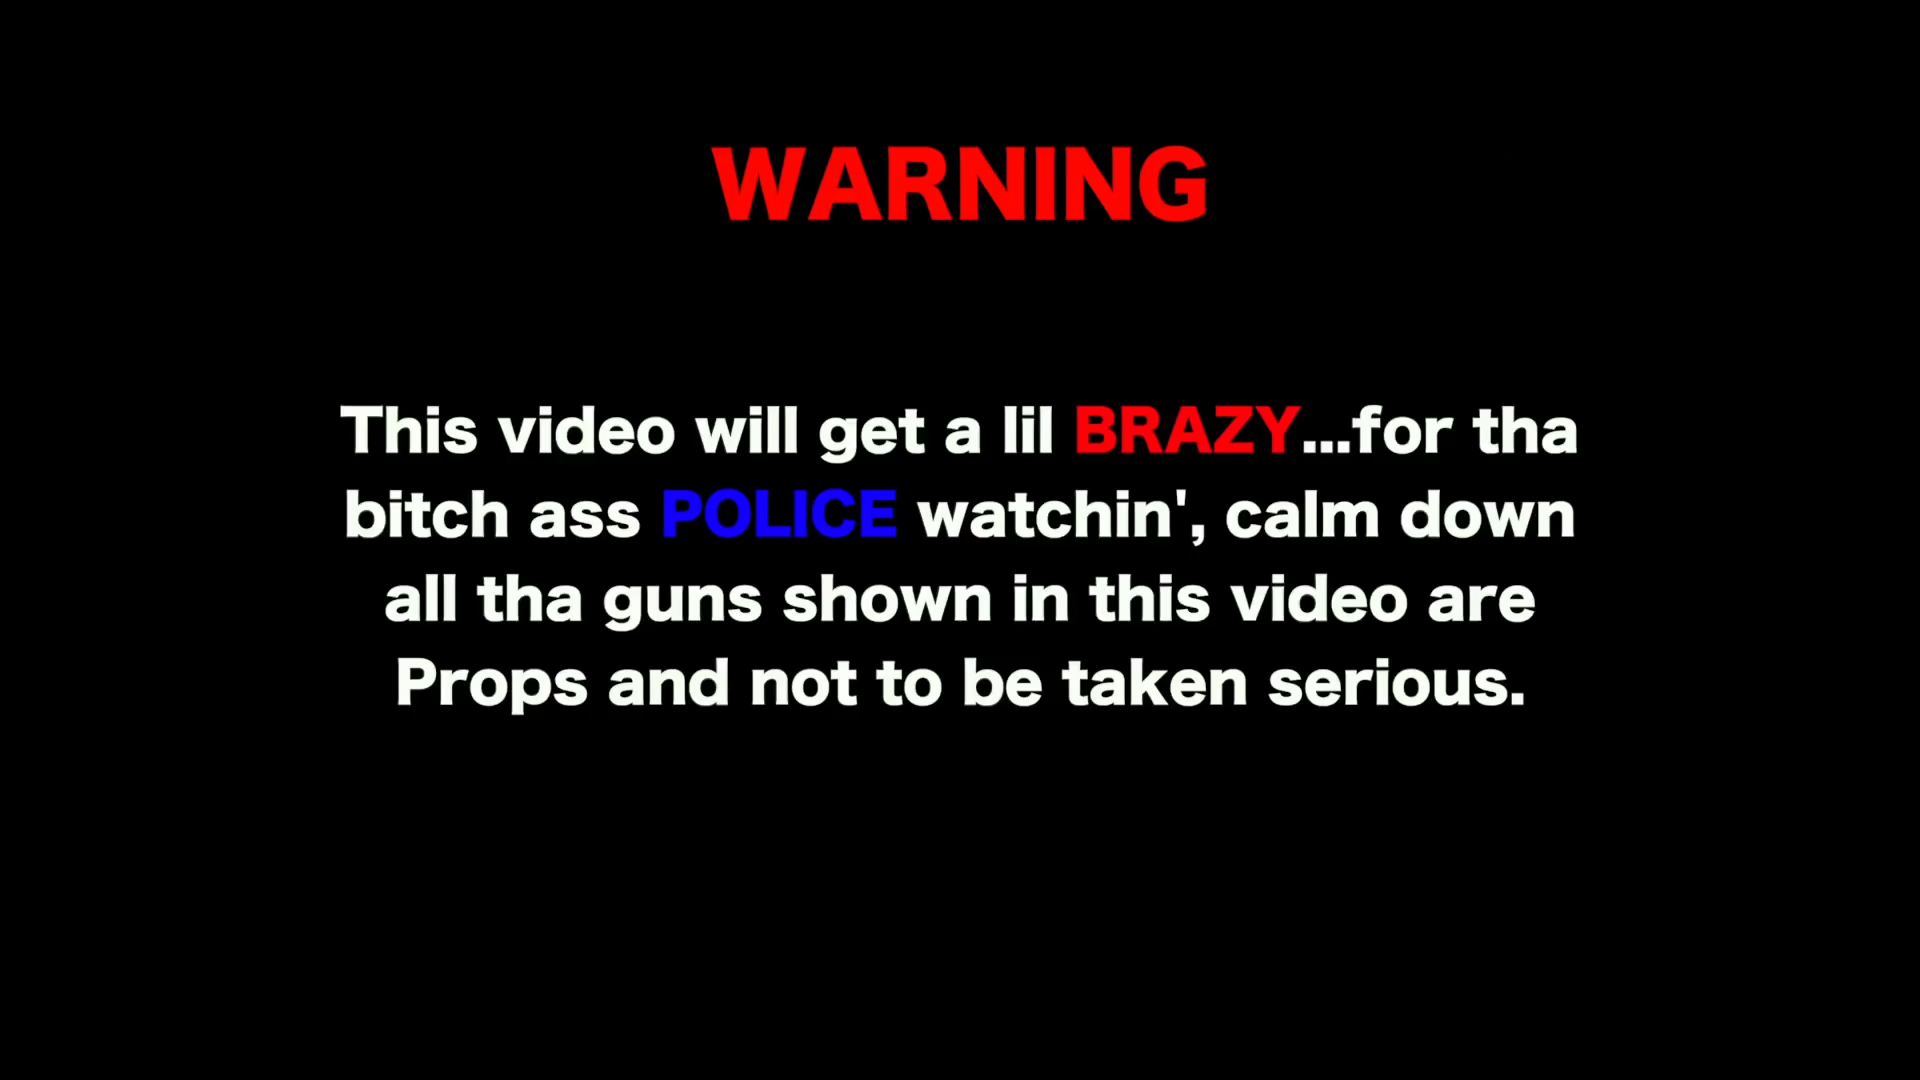 WARNING
This video will get a lil BRAZY...for tha
bitch ass POLICE watchin', calm down
all tha guns shown in this video are
Props and not to be taken serious.